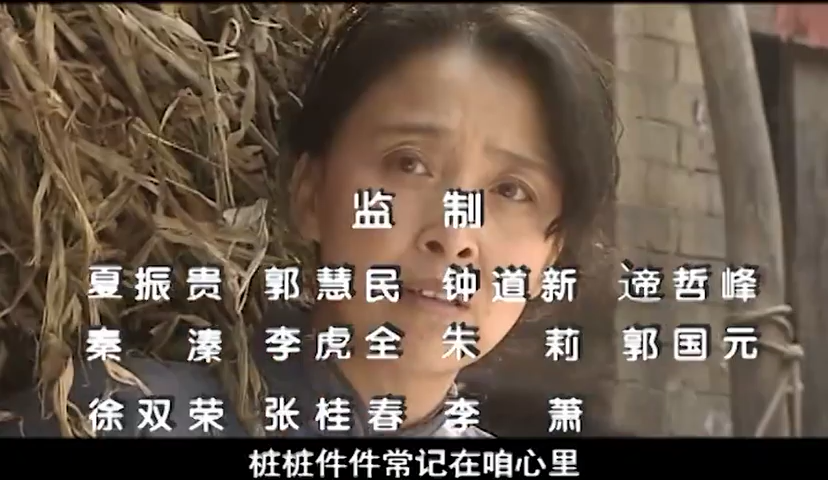 监 制
夏振贵 郭慧民 钟道新 遆哲峰
秦 溱 李虎全 朱 莉 郭国元
徐双荣 张桂春 李 萧
桩桩件件常记在咱心里